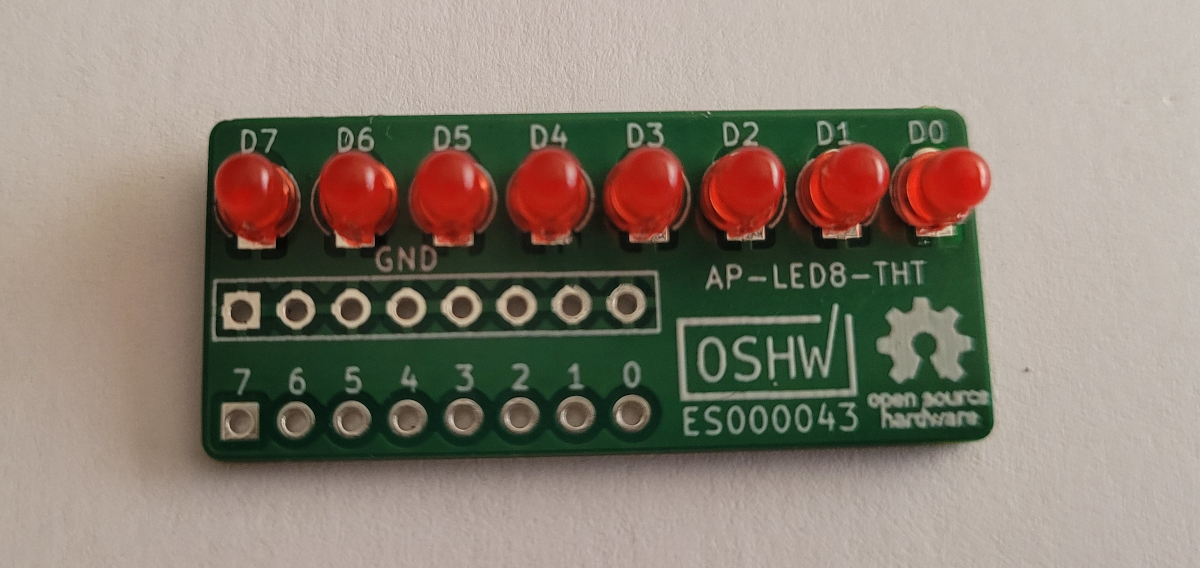 D7 D6 D5 D4 D3 D2 D1 D0
GND
AP-LED8-THT
OSHW
7 6 5 4 3 2 1 0
ES000043
open source
hardware